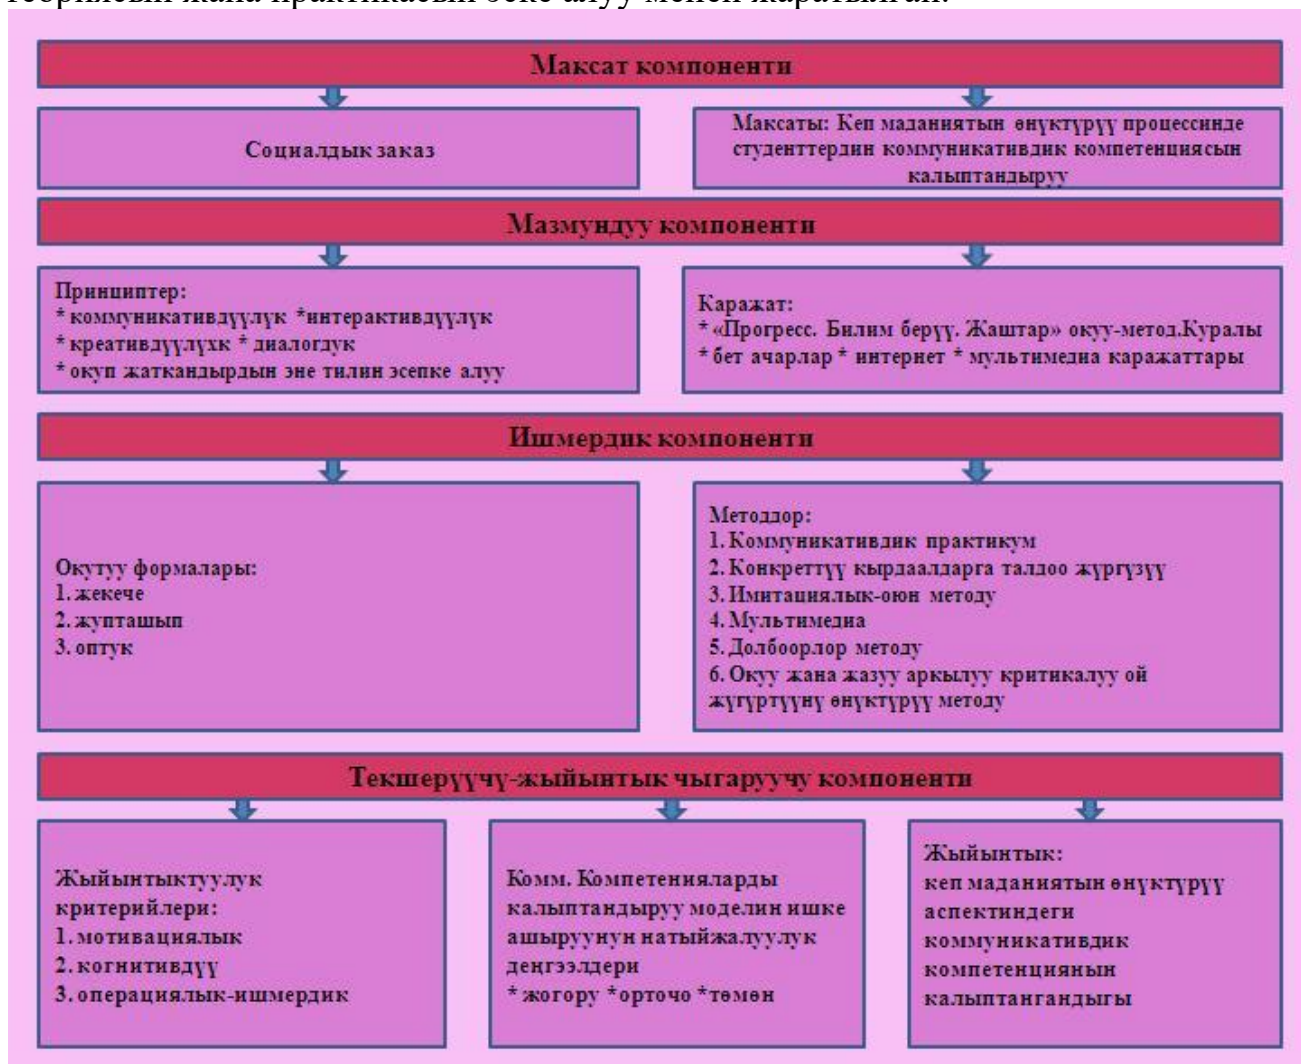 Максат компоненти
Социалдык заказ
Максаты: Кеп маданиятын өнүктүрүү процессинде
студенттердин коммуникативдик компетенциясын
калыптандыруу
Мазмундуу компоненти
Принциптер:
* коммуникативдүүлүк *интерактивдүүлүк
* креативдүүлүхк * диалогдук
* окуп жаткандырдын эне тилин эсепке алуу
Каражат:
* «Прогресс. Билим берүү. Жаштар» окуу-метод.Куралы
* бет ачарлар * интернет * мультимедиа каражаттары
Ишмердик компоненти
Окутуу формалары:
1. жекече
2. жупташып
3. оптук
Методдор:
1. Коммуникативдик практикум
2. Конкреттүү кырдаалдарга талдоо жүргүзүү
3. Имитациялык-оюн методу
4. Мультимедиа
5. Долбоорлор методу
6. Окуу жана жазуу аркылуу критикалуу ой
жүгүртүүнү өнүктүрүү методу
Текшерүүчү-жыйынтык чыгаруучу компоненти
Жыйынтыктуулук
критерийлери:
1. мотивациялык
2. когнитивдүү
3. операциялык-ишмердик
Комм. Компетенияларды
калыптандыруу моделин ишке
ашыруунун натыйжалуулук
деңгээлдери
* жогору *орточо *төмөн
Жыйынтык:
кеп маданиятын өнүктүрүү
аспектиндеги
коммуникативдик
компетенциянын
калыптангандыгы